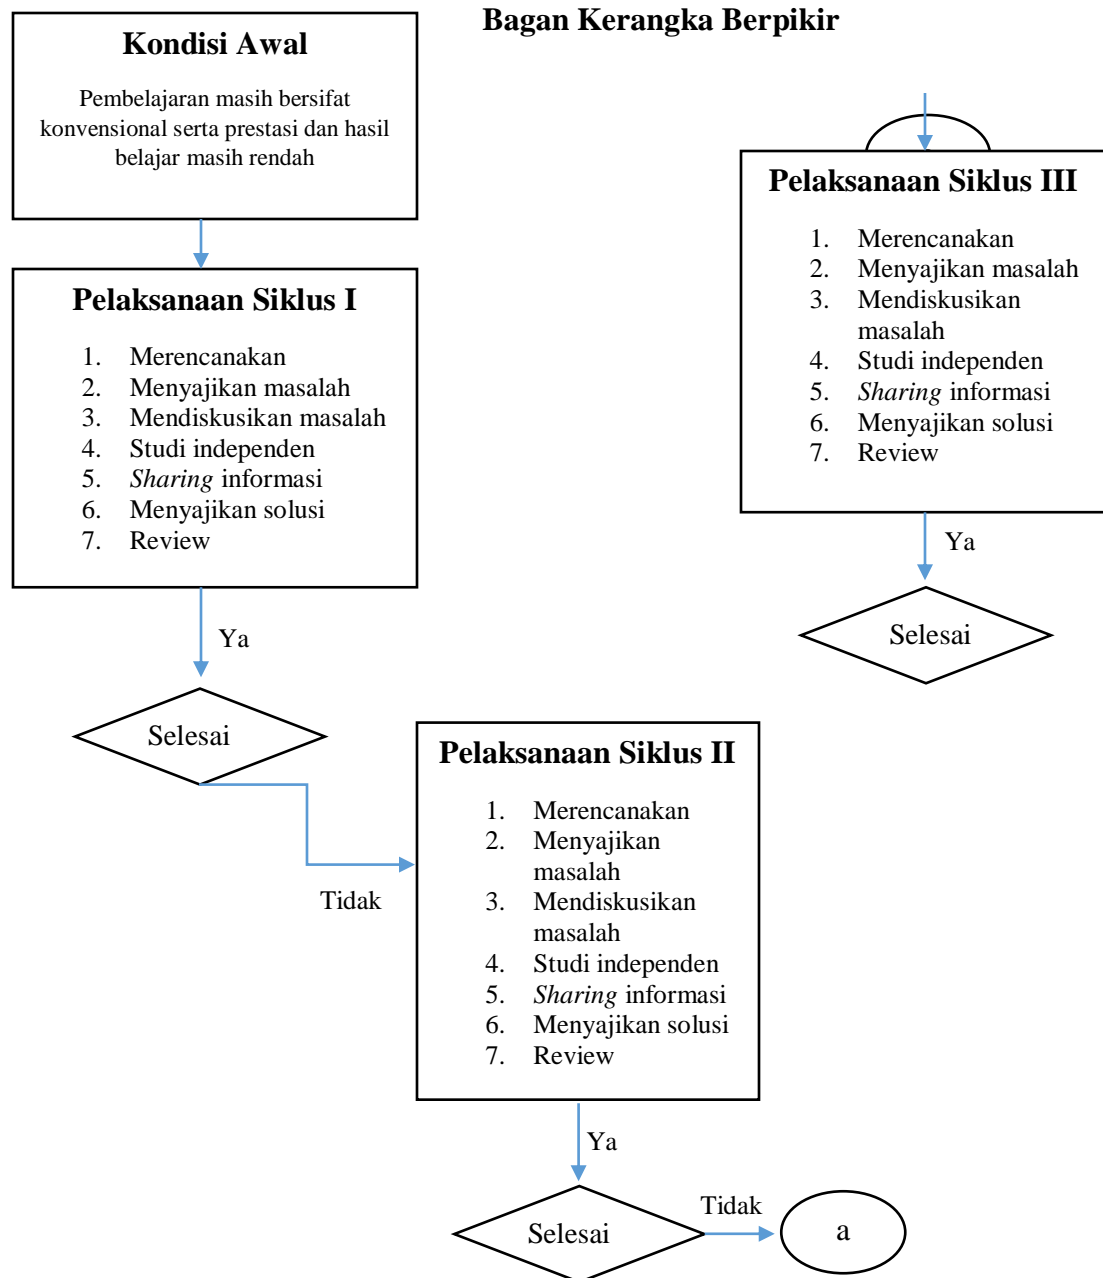 Bagan Kerangka Berpikir
Kondisi Awal
Pembelajaran masih bersifat
konvensional serta prestasi dan hasil
belajar masih rendah
Pelaksanaan Siklus I
1. Merencanakan
2. Menyajikan masalah
3. Mendiskusikan masalah
4. Studi independen
5. Sharing informasi
6. Menyajikan solusi
7. Review
Ya
Selesai
Tidak
Pelaksanaan Siklus II
1. Merencanakan
2. Menyajikan
masalah
3. Mendiskusikan
masalah
4. Studi independen
5. Sharing informasi
6. Menyajikan solusi
7. Review
Ya
Selesai
Tidak
a
Pelaksanaan Siklus III
1. Merencanakan
2. Menyajikan masalah
3. Mendiskusikan
masalah
4. Studi independen
5. Sharing informasi
6. Menyajikan solusi
7. Review
Ya
Selesai